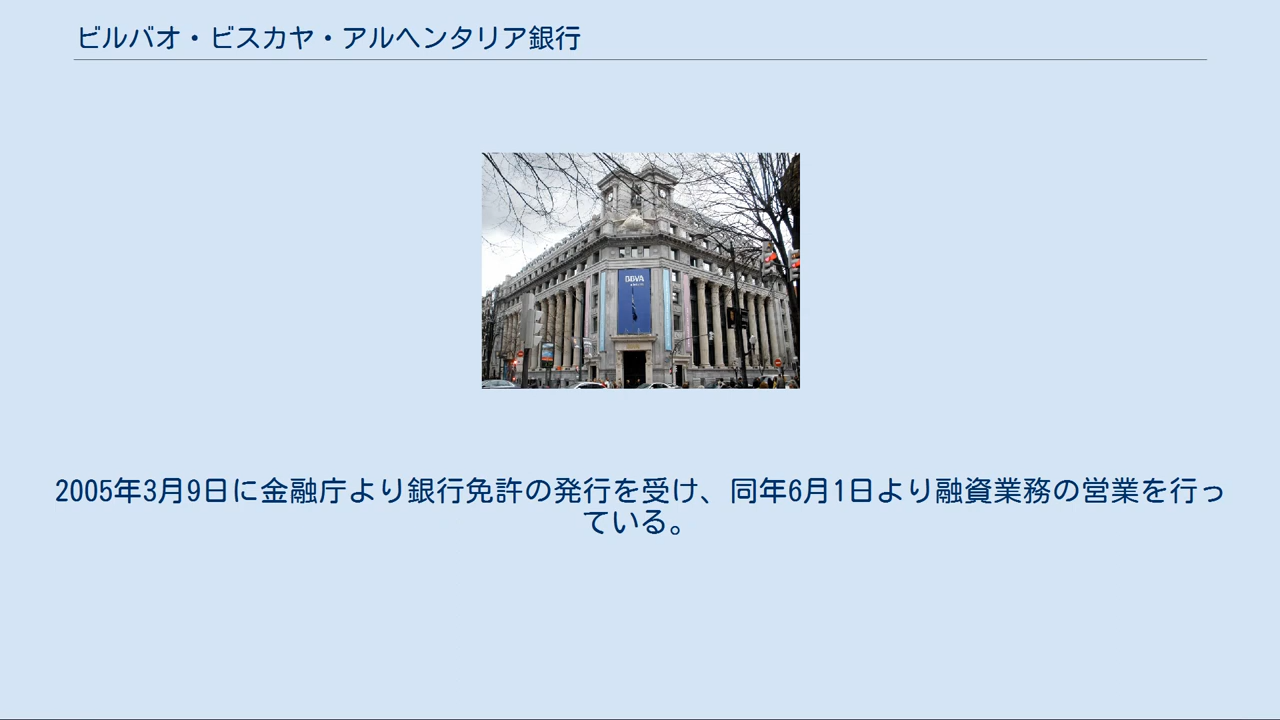 ビルバオ・ビスカヤ・アルヘンタリア銀行
BBVA
2005年3月9日に金融庁より銀行免許の発行を受け、同年6月1日より融資業務の営業を行っ
ている。